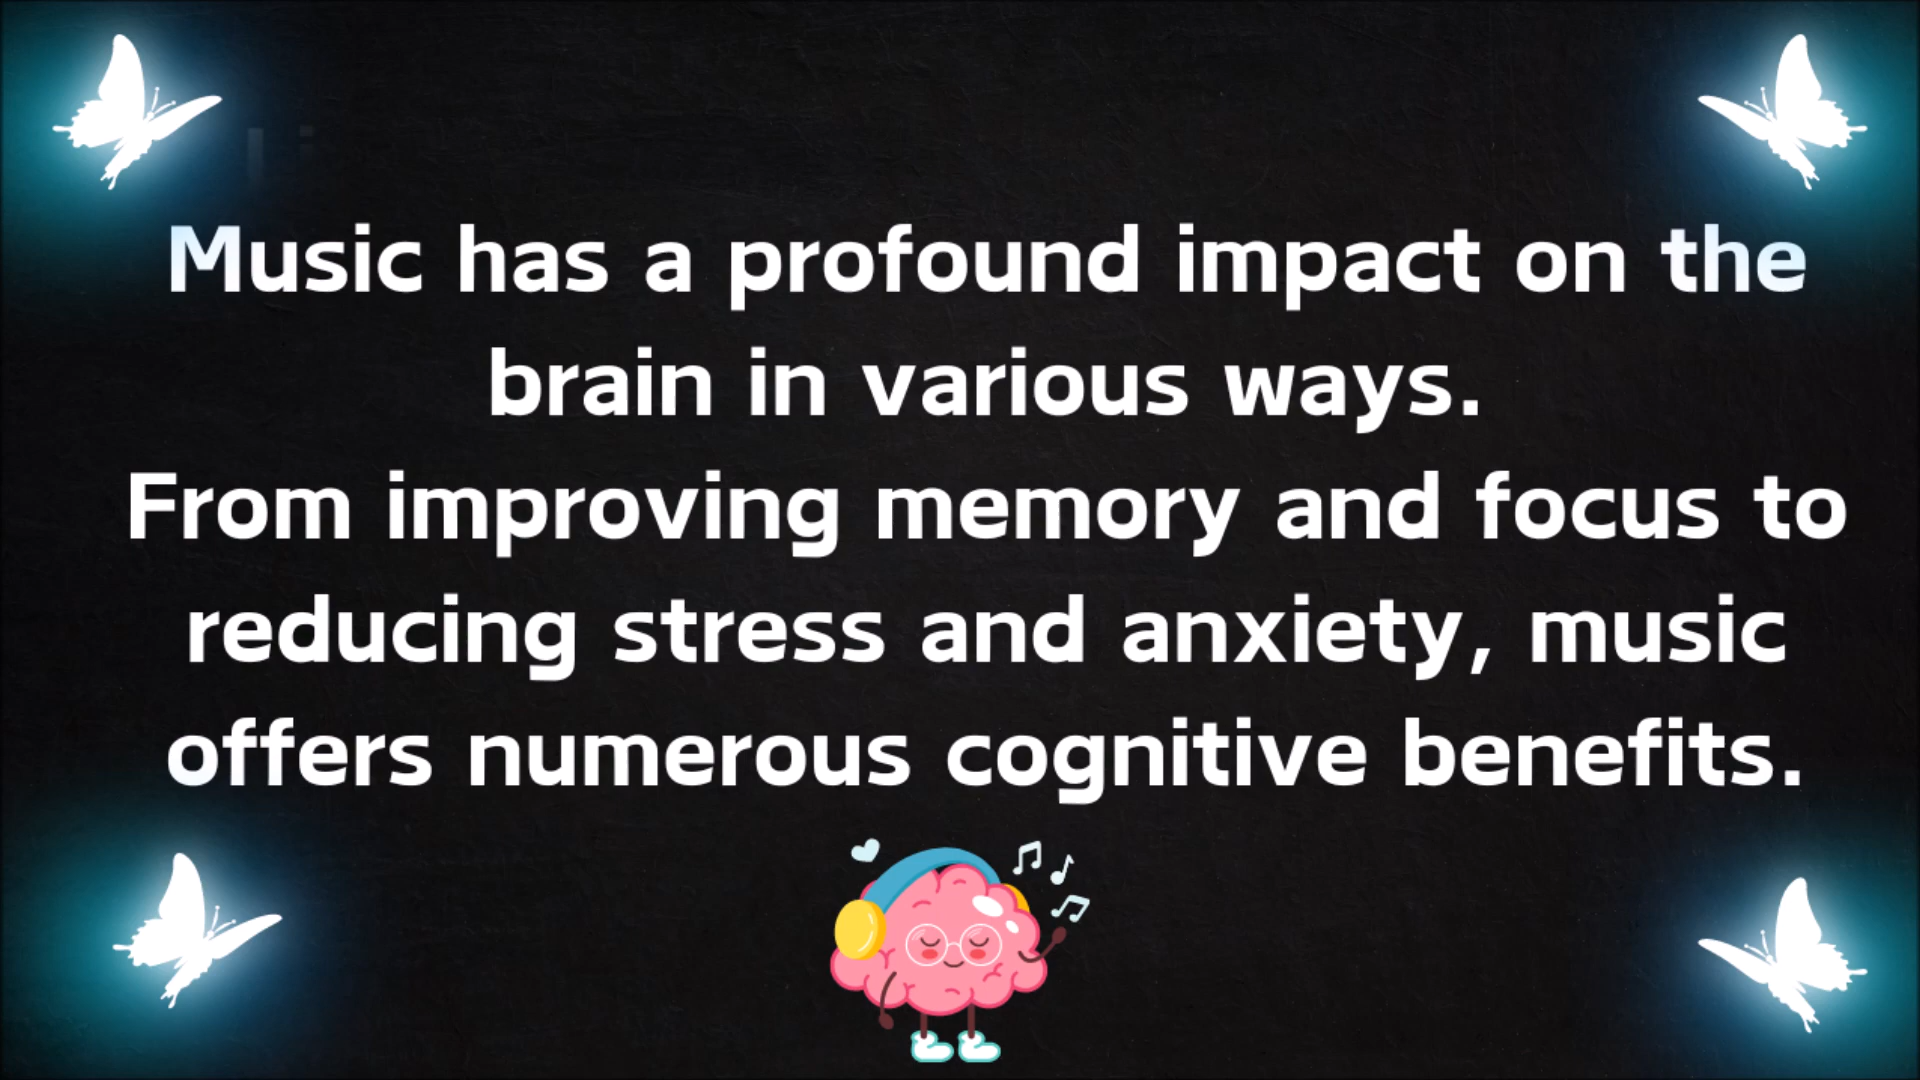 Music has a profound impact on the
brain in various ways.
From improving memory and focus to
reducing stress and anxiety, music
offers numerous cognitive benefits.